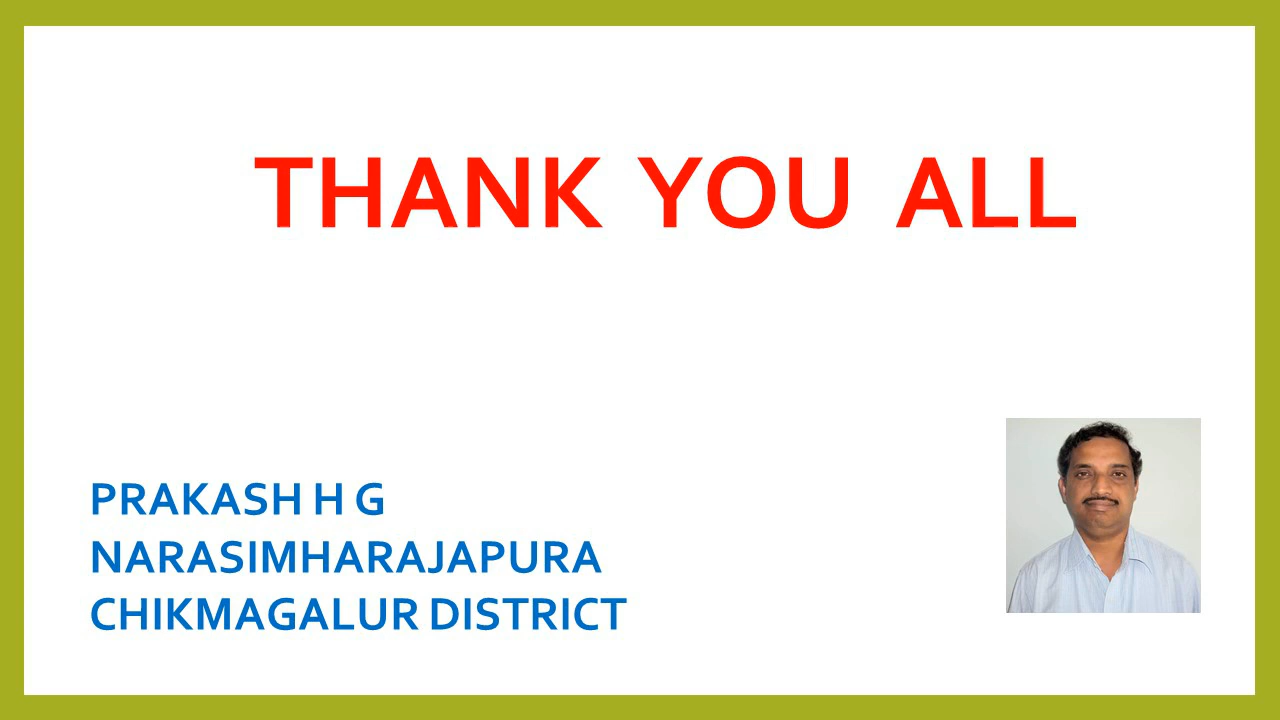 THANK YOU ALL
PRAKASH H G
NARASIMHARAJAPURA
CHIKMAGALUR DISTRICT